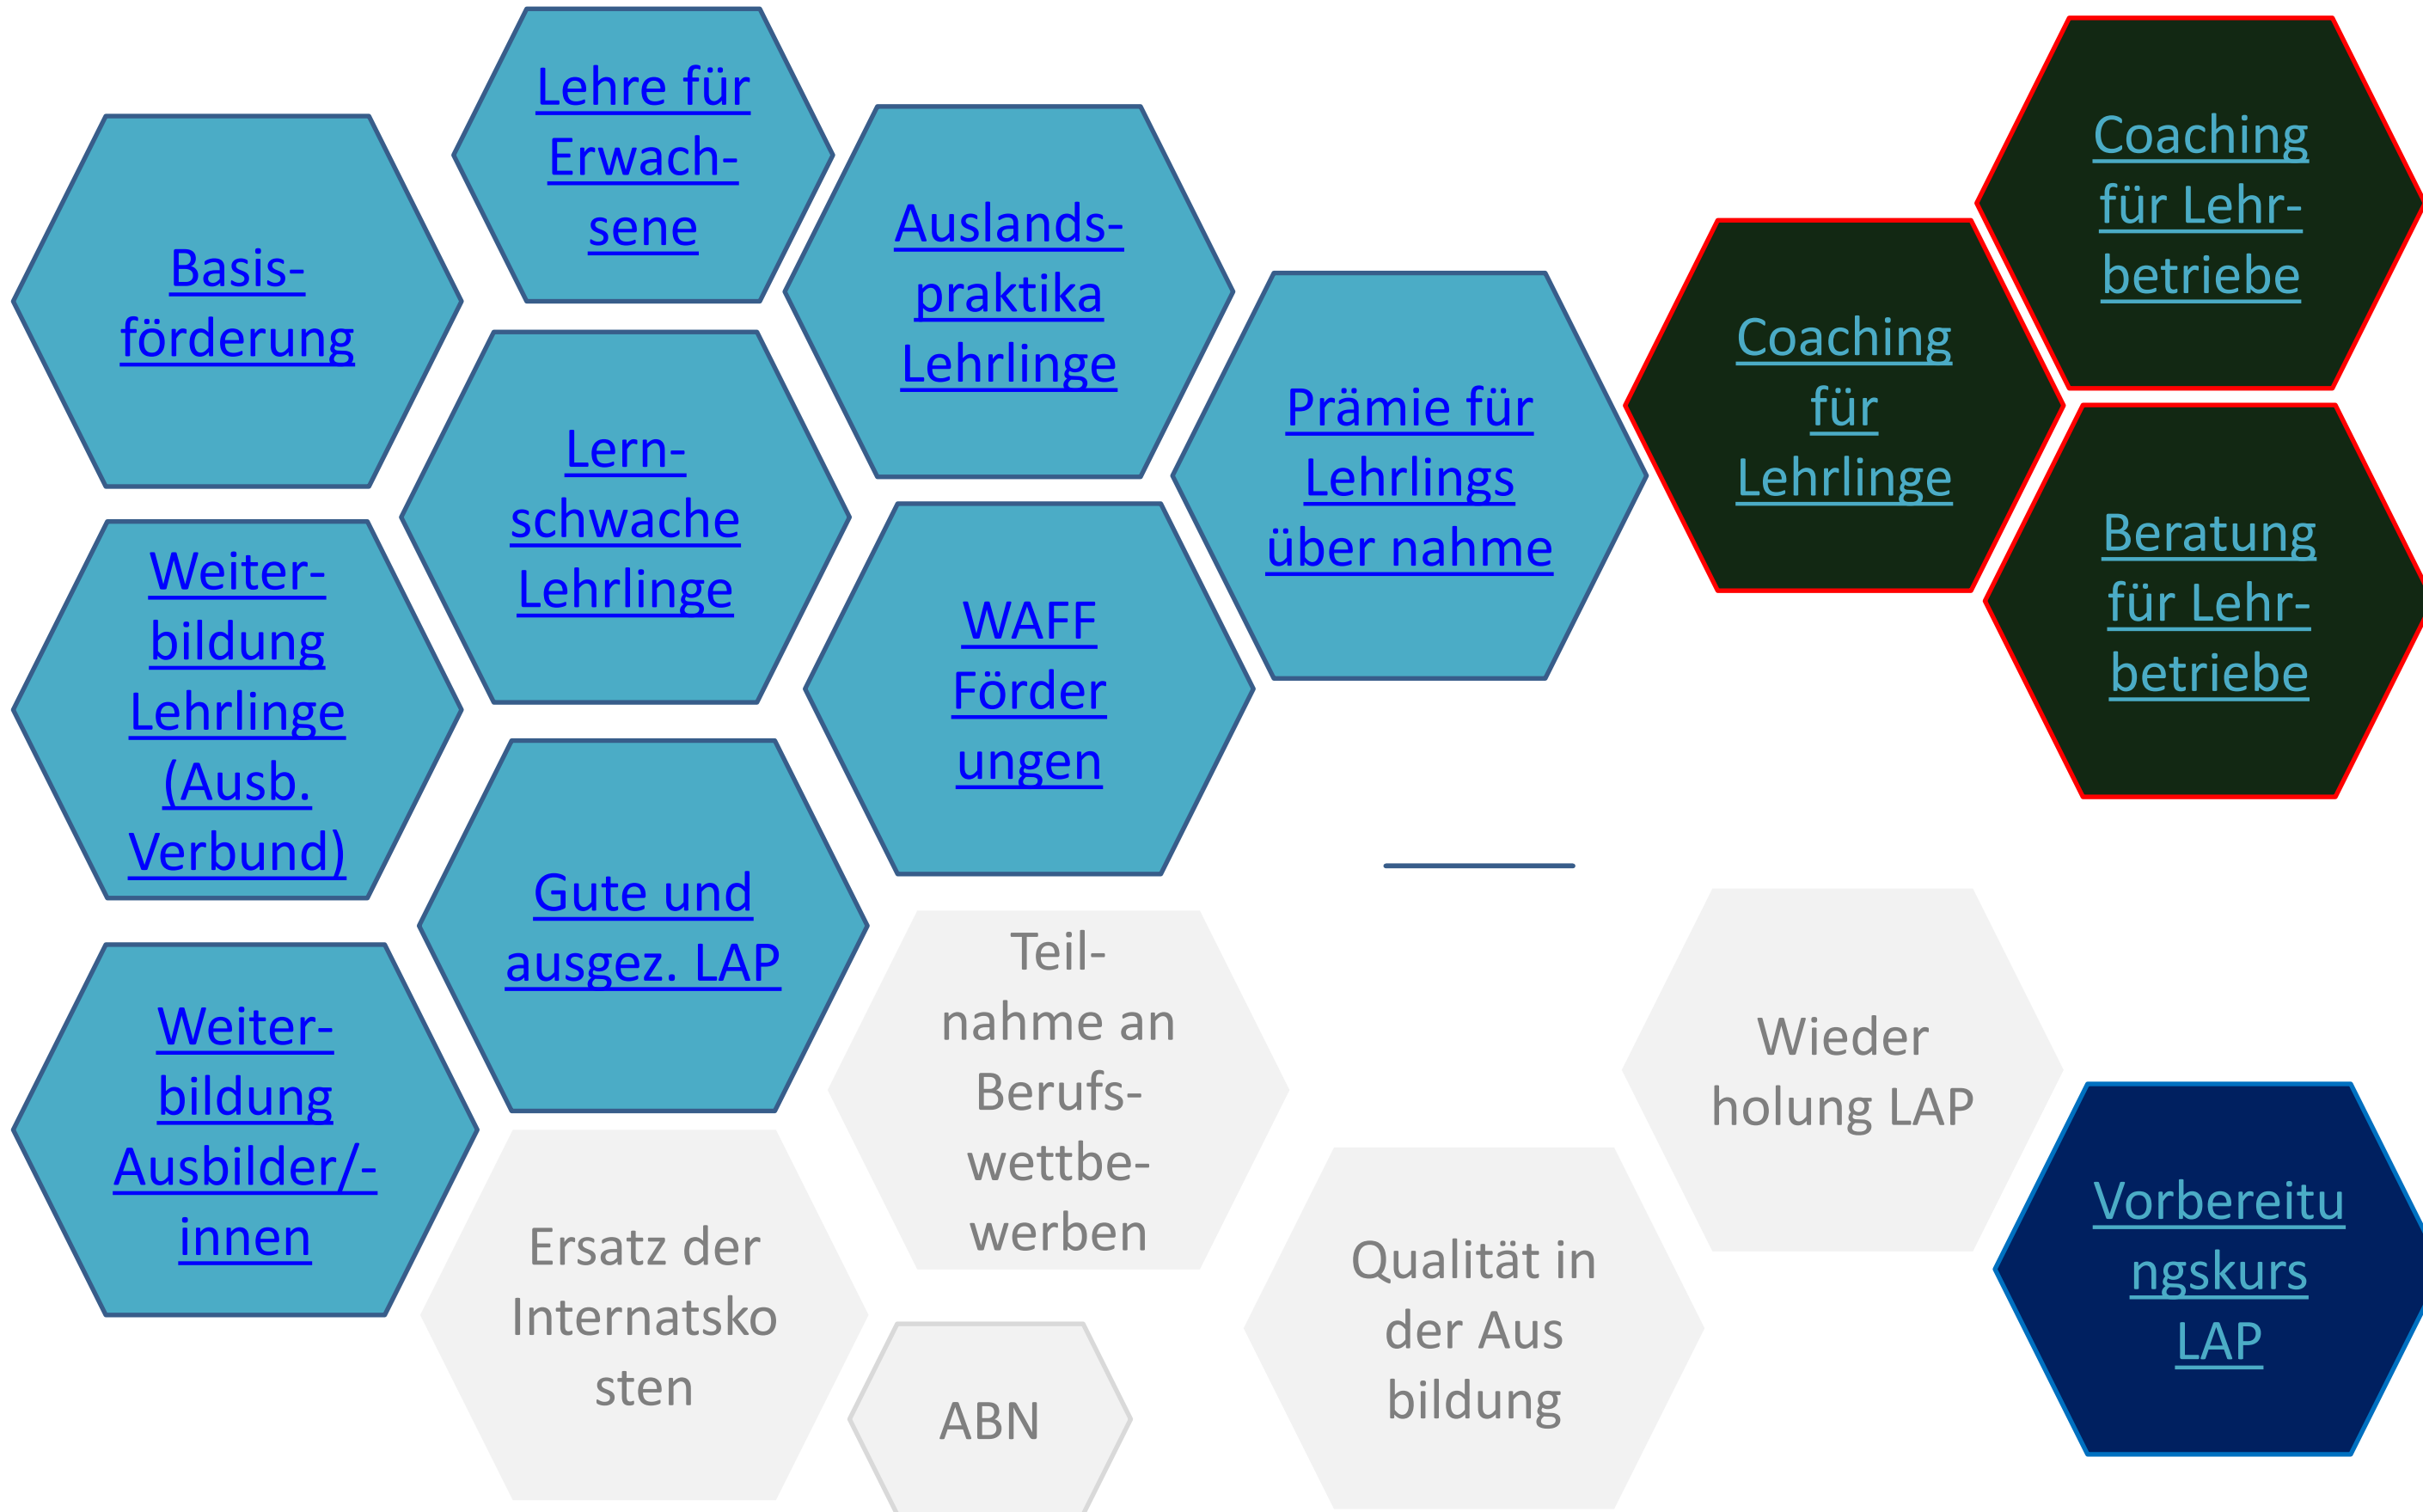 Lehre für
Erwach-
sene
Basis-
förderung
Auslands-
praktika
Lehrlinge
Coaching
für Lehr-
betriebe
Coaching
für
Lehrlinge
Prämie für
Lehrlings
über nahme
Lern-
schwache
Lehrlinge
Beratung
für Lehr-
betriebe
Weiter-
bildung
Lehrlinge
(Ausb.
Verbund)
WAFF
Förder
ungen
Gute und
ausgez. LAP
Teil-
nahme an
Berufs-
wettbe-
werben
Wieder
holung LAP
Weiter-
bildung
Ausbilder/-
innen
Ersatz der
Internatsko
sten
Qualität in
der Aus
bildung
Vorbereitu
ngskurs
LAP
ABN